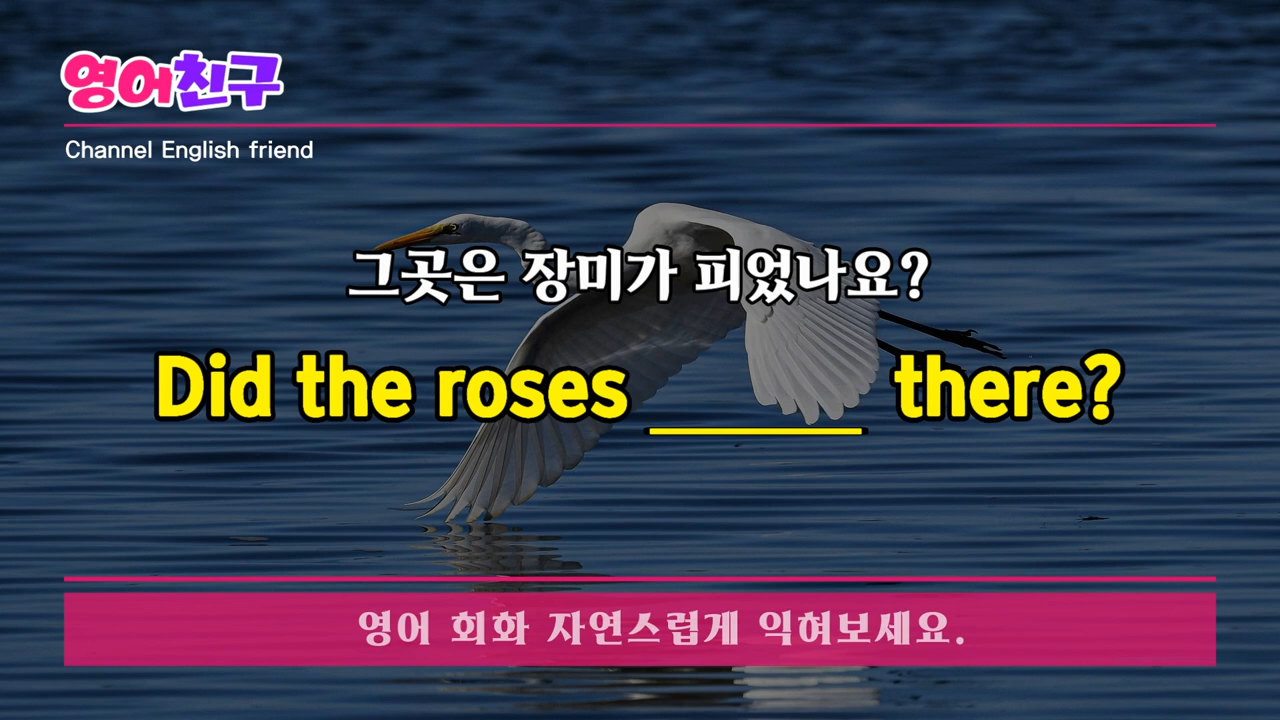 영어친구
Channel English friend
그곳은 장미가 피었나요?
Did the roses ______ there?
영어 회화 자연스럽게 익혀보세요.